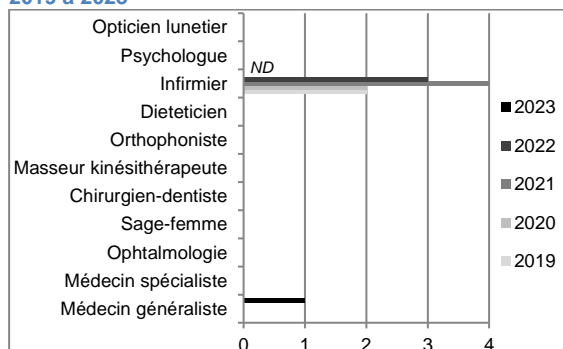 2019 à 2023
Opticien lunetier
Psychologue
ND
Infirmier
Dieteticien
Orthophoniste
Masseur kinésithérapeute
Chirurgien-dentiste
Sage-femme
Ophtalmologie
Médecin spécialiste
Médecin généraliste
0 1 2 3 4
2023
2022
2021
2020
2019